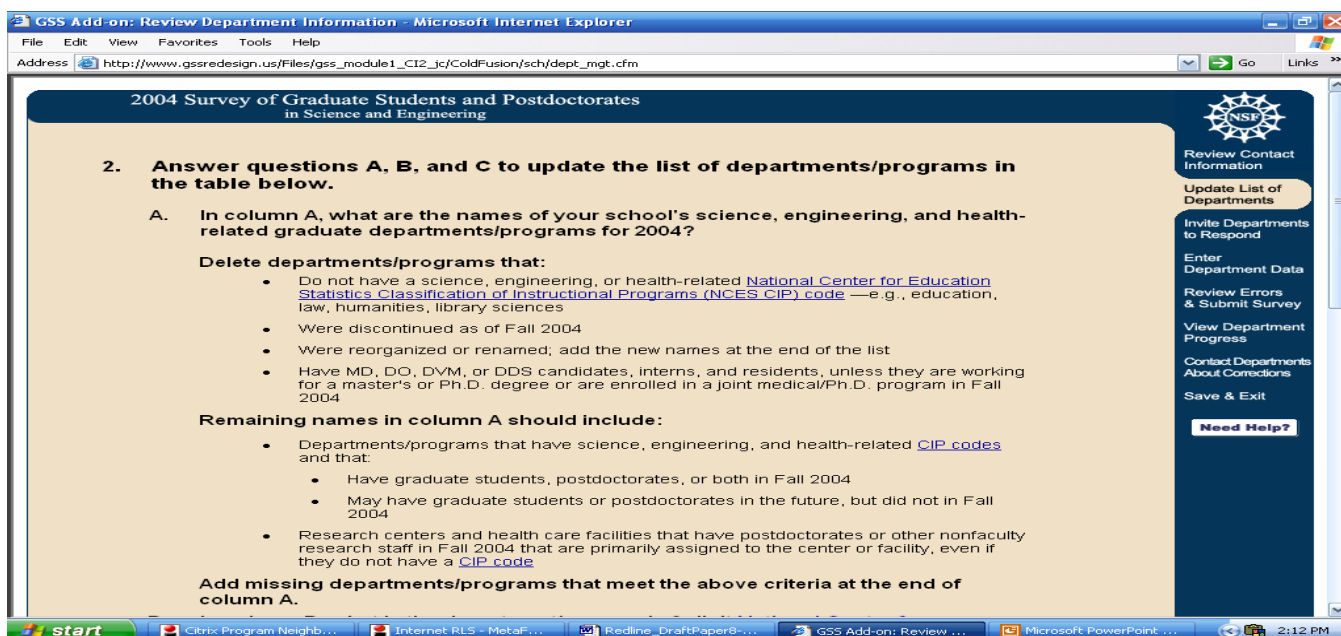 GSS Add-on: Review Department Information - Microsoft Internet Explorer
File Edit View Favorites Tools Help
Address http://www.gssredesign.us/Files/gss_module1_CI2_jc/ColdFusion/sch/dept_mgt.cfm Go Links »
2004 Survey of Graduate Students and Postdoctorates
in Science and Engineering
NSF
Review Contact
Information
Update List of
Departments
Invite Departments
to Respond
Enter
Department Data
Review Errors
& Submit Survey
View Department
Progress
Contact Departments
About Corrections
Save & Exit
Need Help?
2. Answer questions A, B, and C to update the list of departments/programs in
the table below.
A. In column A, what are the names of your school's science, engineering, and health-
related graduate departments/programs for 2004?
Delete departments/programs that:
• Do not have a science, engineering, or health-related National Center for Education
Statistics Classification of Instructional Programs (NCES CIP) code —e.g., education,
law, humanities, library sciences
• Were discontinued as of Fall 2004
• Were reorganized or renamed; add the new names at the end of the list
• Have MD, DO, DVM, or DDS candidates, interns, and residents, unless they are working
for a master's or Ph.D. degree or are enrolled in a joint medical/Ph.D. program in Fall
2004
Remaining names in column A should include:
• Departments/programs that have science, engineering, and health-related CIP codes
and that:
• Have graduate students, postdoctorates, or both in Fall 2004
• May have graduate students or postdoctorates in the future, but did not in Fall
2004
• Research centers and health care facilities that have postdoctorates or other nonfaculty
research staff in Fall 2004 that are primarily assigned to the center or facility, even if
they do not have a CIP code
Add missing departments/programs that meet the above criteria at the end of
column A.
start Citrix Program Neighb... Internet RLS - MetaF... Redline_DraftPaper8-... GSS Add-on: Review ... Microsoft PowerPoint ... 2:12 PM